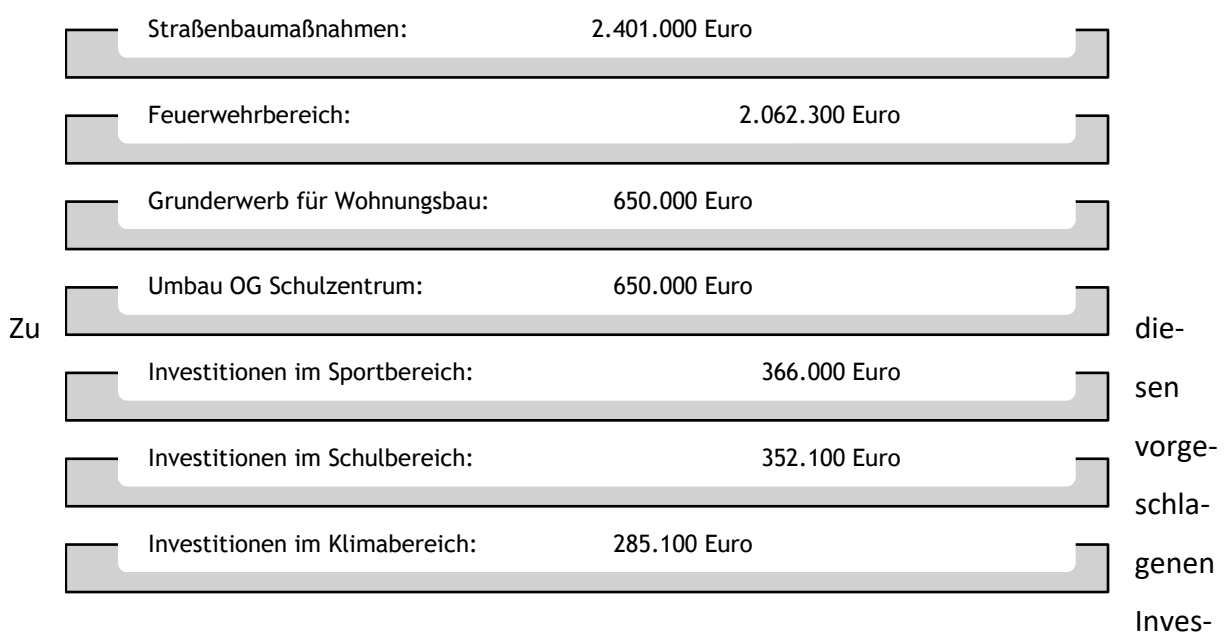 Straßenbaumaßnahmen: 2.401.000 Euro
Feuerwehrbereich: 2.062.300 Euro
Grunderwerb für Wohnungsbau: 650.000 Euro
Umbau OG Schulzentrum: 650.000 Euro
Investitionen im Sportbereich: 366.000 Euro
Investitionen im Schulbereich: 352.100 Euro
Investitionen im Klimabereich: 285.100 Euro
Zu die-
sen
vorge-
schla-
genen
Inves-